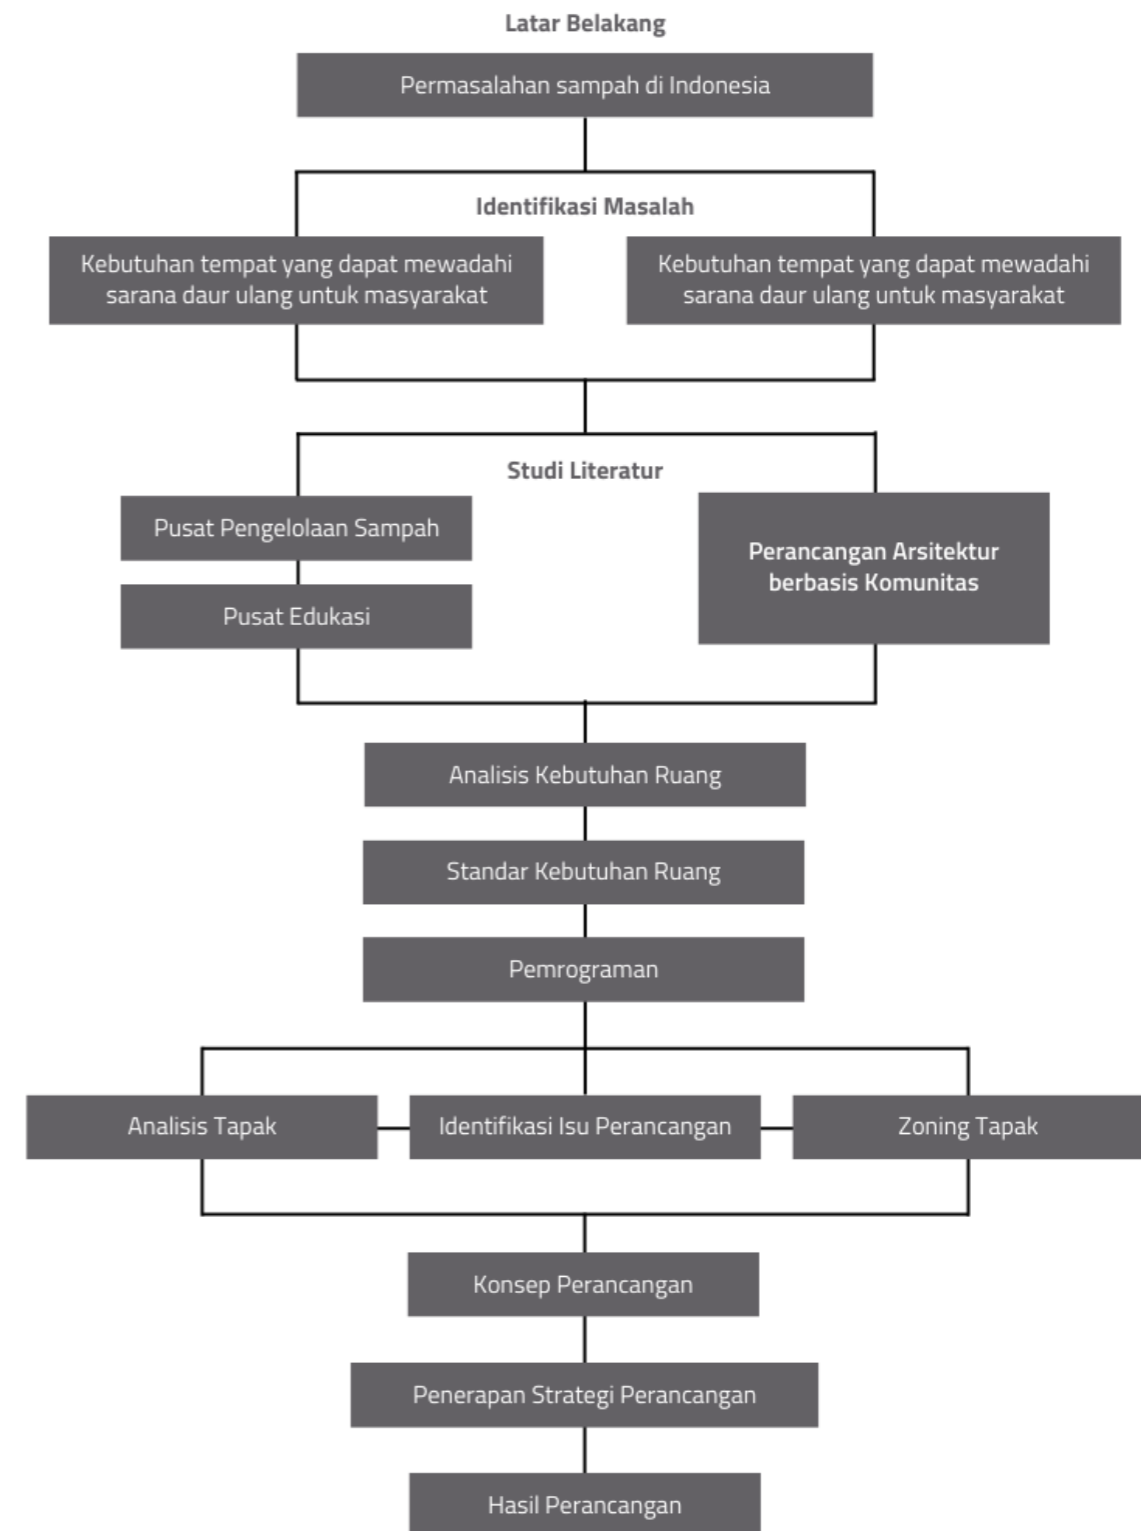 Latar Belakang
Permasalahan sampah di Indonesia
Identifikasi Masalah
Kebutuhan tempat yang dapat mewadahi
sarana daur ulang untuk masyarakat
Kebutuhan tempat yang dapat mewadahi
sarana daur ulang untuk masyarakat
Studi Literatur
Pusat Pengelolaan Sampah
Pusat Edukasi
Perancangan Arsitektur
berbasis Komunitas
Analisis Kebutuhan Ruang
Standar Kebutuhan Ruang
Pemrograman
Analisis Tapak
Identifikasi Isu Perancangan
Zoning Tapak
Konsep Perancangan
Penerapan Strategi Perancangan
Hasil Perancangan